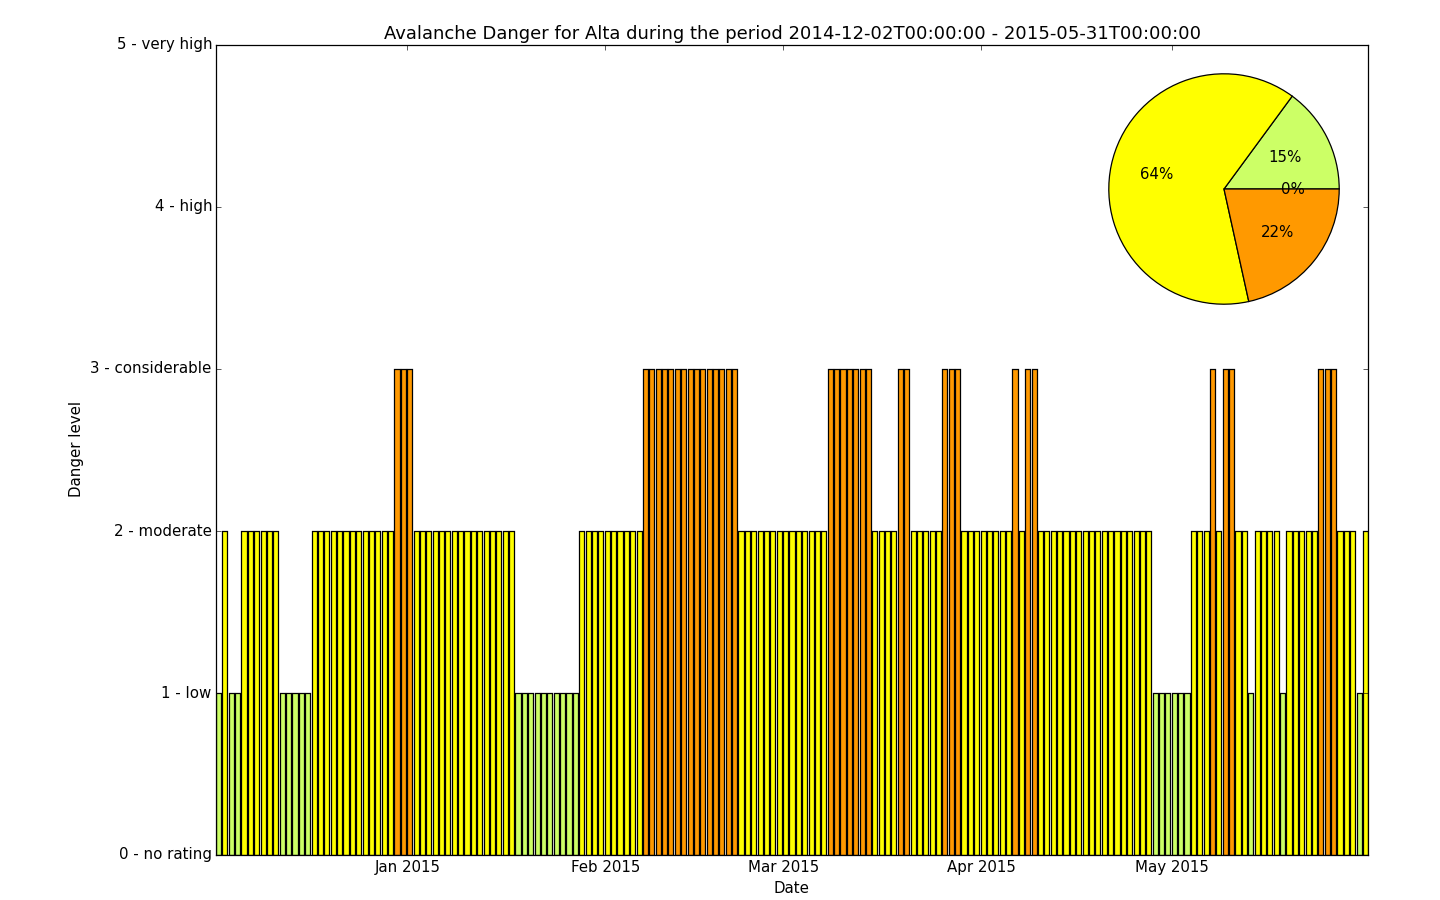 Avalanche Danger for Alta during the period 2014-12-02T00:00:00 - 2015-05-31T00:00:00
5 - very high
4 - high
3 - considerable
2 - moderate
1 - low
0 - no rating
Danger level
64%
15%
0%
22%
Jan 2015
Feb 2015
Mar 2015
Apr 2015
May 2015
Date